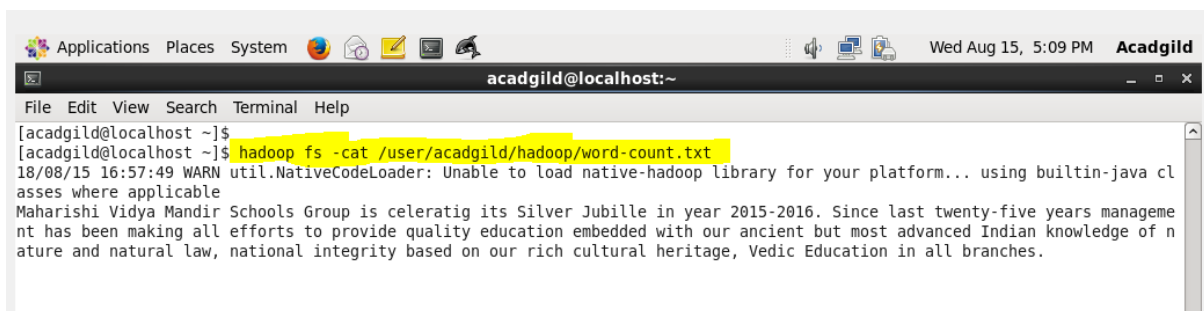 Applications Places System Wed Aug 15, 5:09 PM Acadgild
acadgild@localhost:~
File Edit View Search Terminal Help
[acadgild@localhost ~]$
[acadgild@localhost ~]$ hadoop fs -cat /user/acadgild/hadoop/word-count.txt
18/08/15 16:57:49 WARN util.NativeCodeLoader: Unable to load native-hadoop library for your platform... using builtin-java cl
asses where applicable
Maharishi Vidya Mandir Schools Group is celeratig its Silver Jubille in year 2015-2016. Since last twenty-five years manageme
nt has been making all efforts to provide quality education embedded with our ancient but most advanced Indian knowledge of n
ature and natural law, national integrity based on our rich cultural heritage, Vedic Education in all branches.